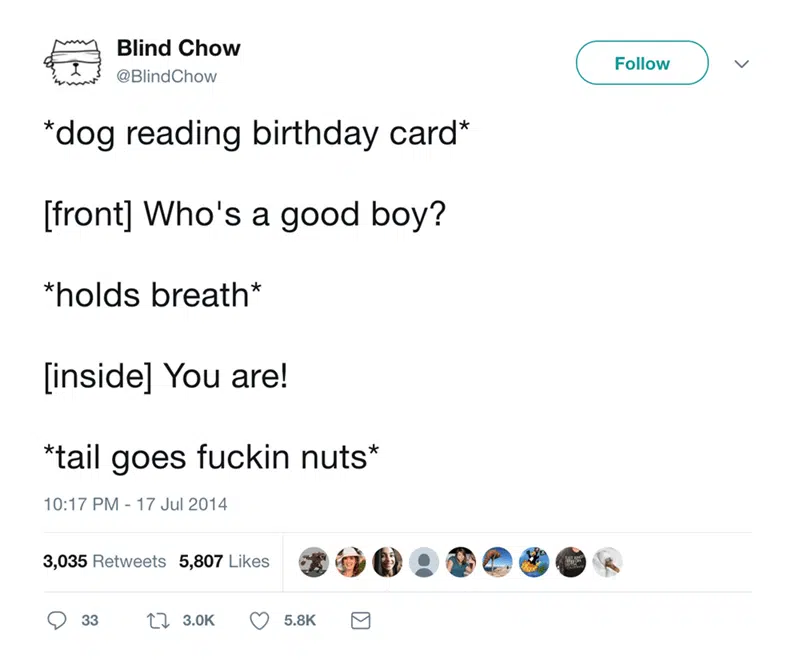 Blind Chow
@BlindChow
Follow
*dog reading birthday card*
[front] Who's a good boy?
*holds breath*
[inside] You are!
*tail goes fuckin nuts*
10:17 PM - 17 Jul 2014
3,035 Retweets 5,807 Likes
33 3.0K 5.8K